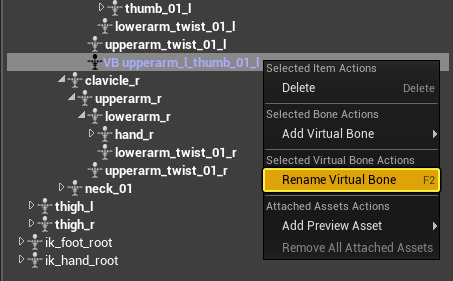 thumb_01_l
lowerarm_twist_01_l
upperarm_twist_01_l
VB upperarm_l_thumb_01_l
clavicle_r
upperarm_r
lowerarm_r
hand_r
lowerarm_twist_01_r
upperarm_twist_01_r
neck_01
thigh_l
thigh_r
ik_foot_root
ik_hand_root
Selected Item Actions
Delete Delete
Selected Bone Actions
Add Virtual Bone
Selected Virtual Bone Actions
Rename Virtual Bone F2
Attached Assets Actions
Add Preview Asset
Remove All Attached Assets